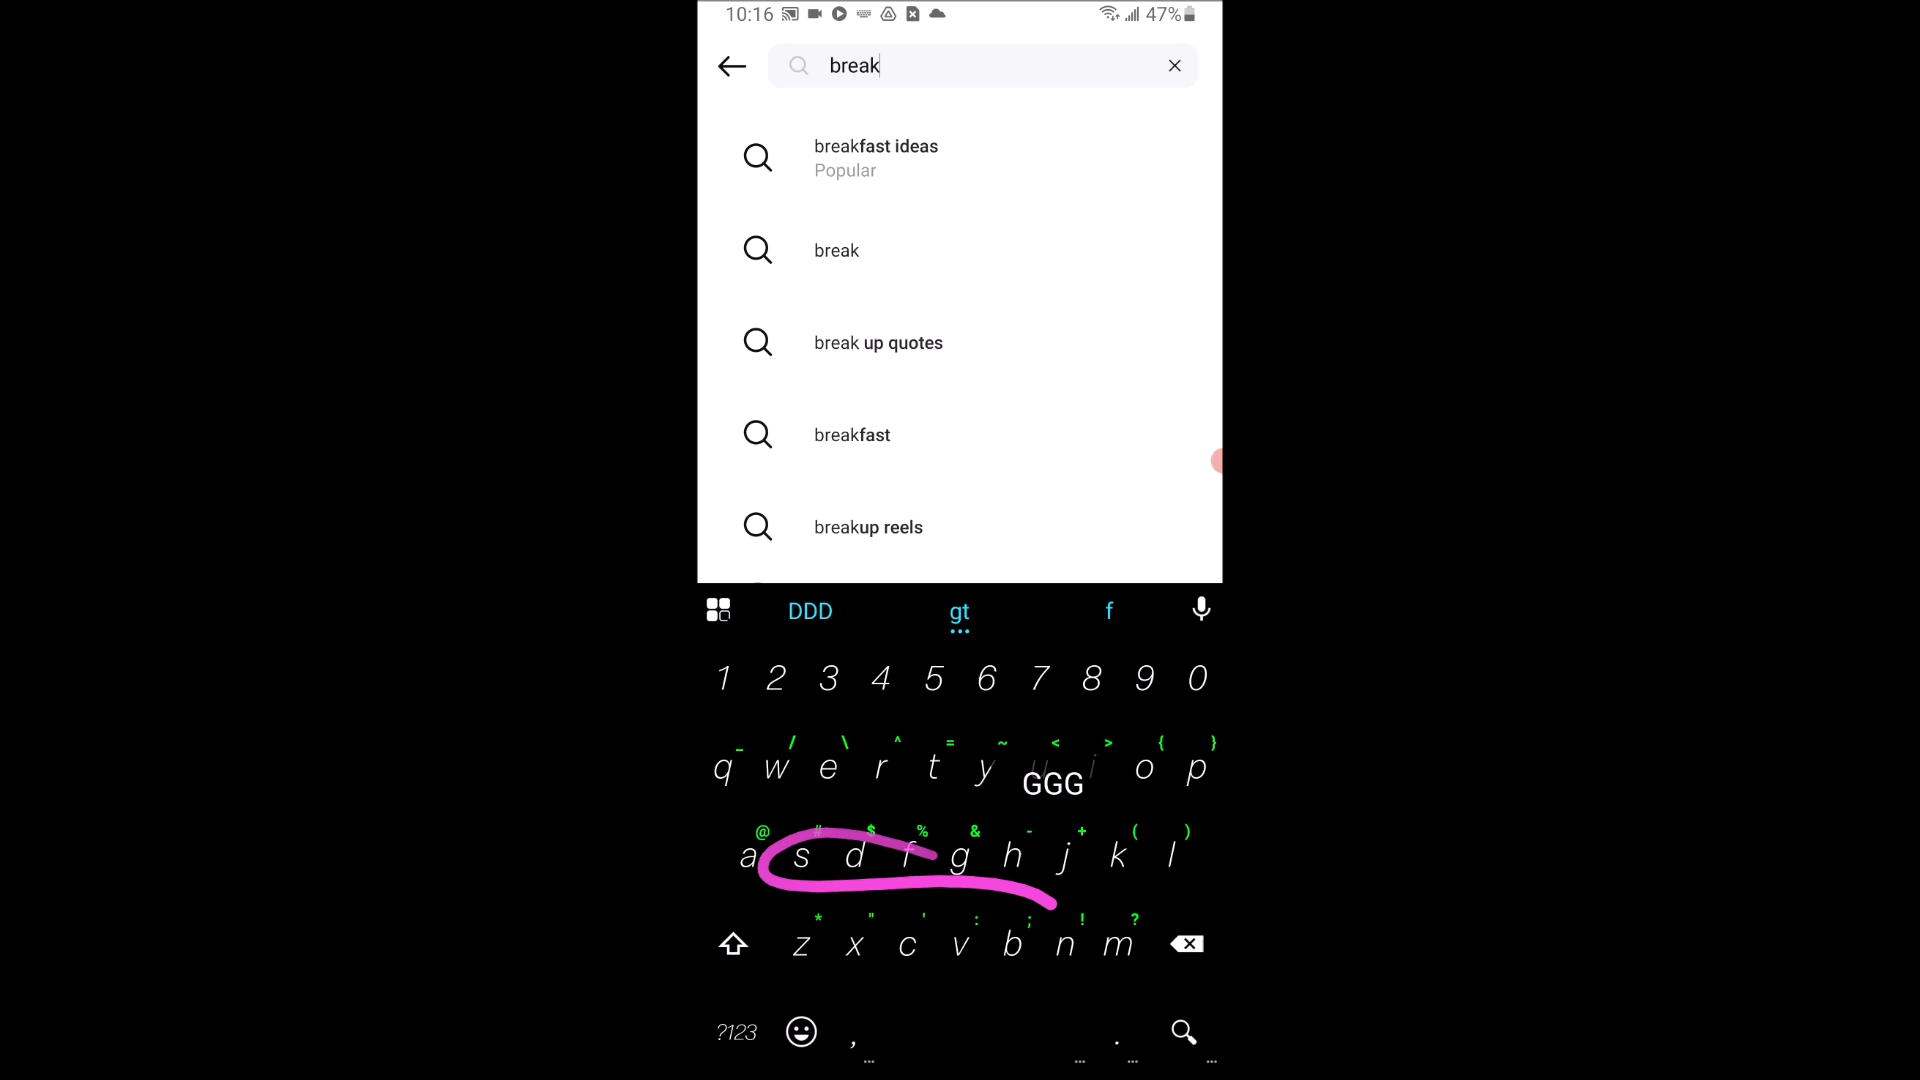 10:16 47%
break
breakfast ideas
Popular
break
break up quotes
breakfast
breakup reels
DDD gt f
1 2 3 4 5 6 7 8 9 0
_ / \ ^ = ~ < > { }
q w e r t y u i o p
GGG
@ # $ % & - + ( )
a s d f g h j k l
* " ' : ; ! ?
z x c v b n m
?123 , .